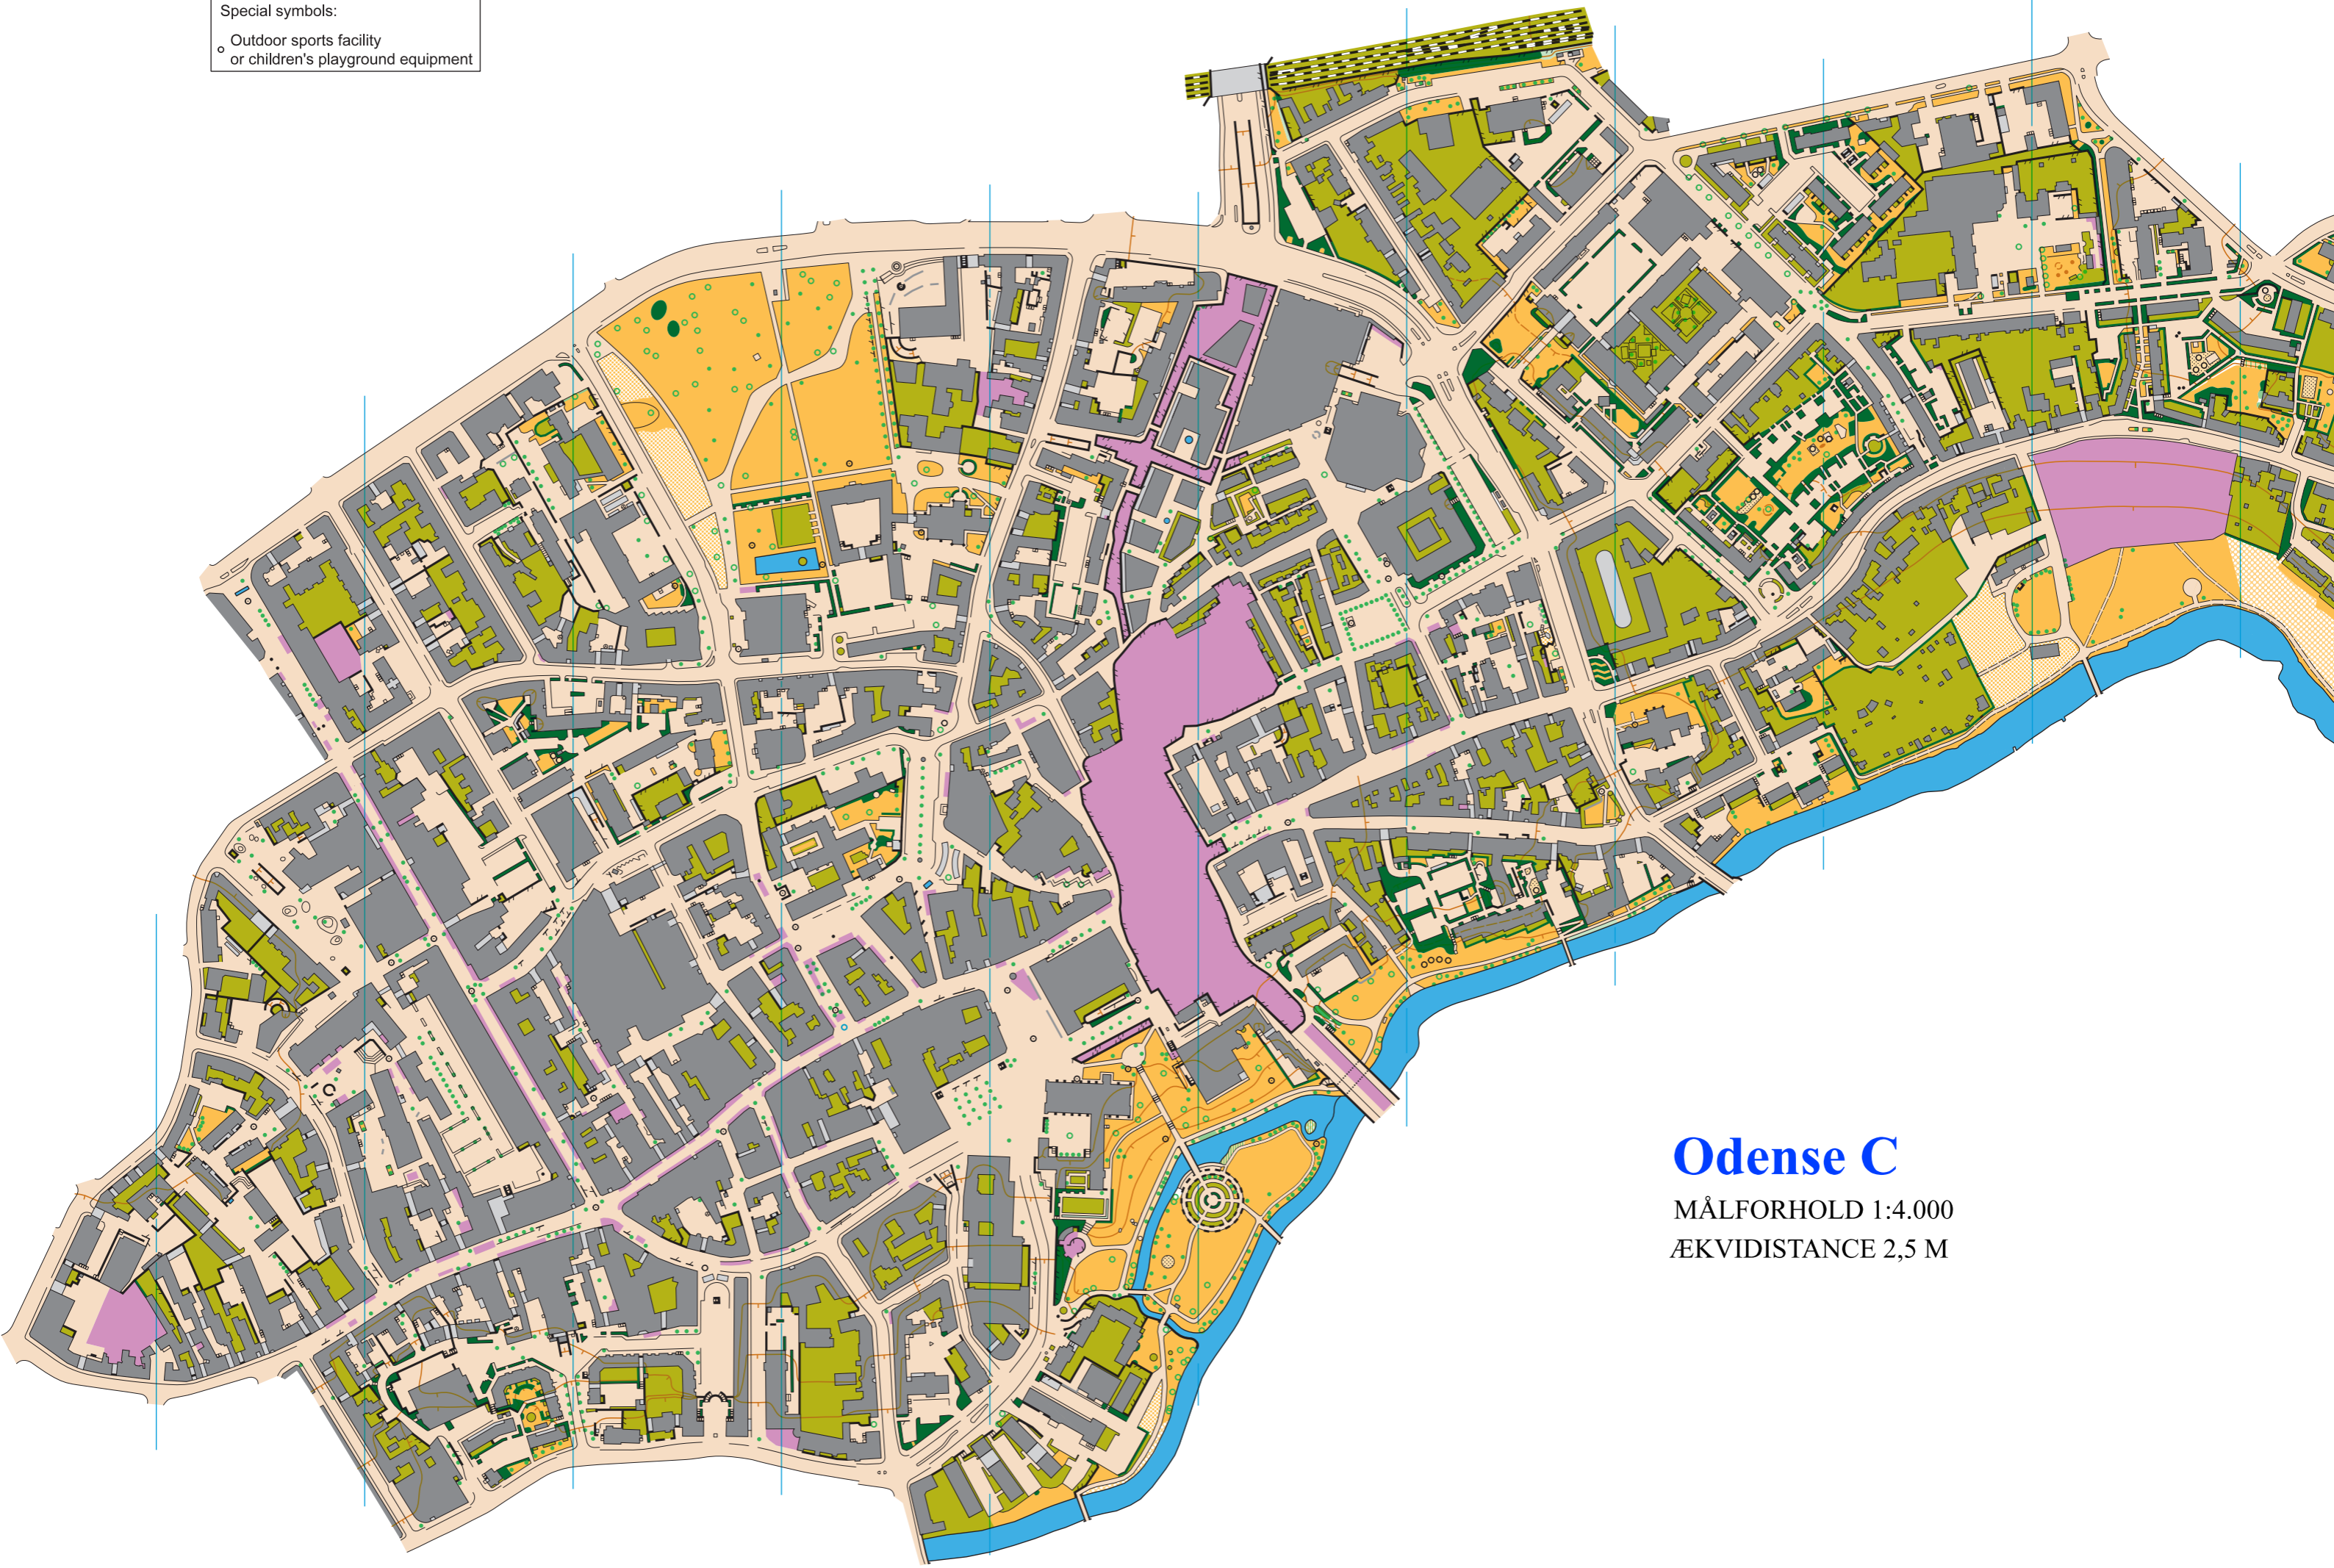 Special symbols:
Outdoor sports facility
or children's playground equipment
Odense C
MÅLFORHOLD 1:4.000
ÆKVIDISTANCE 2,5 M